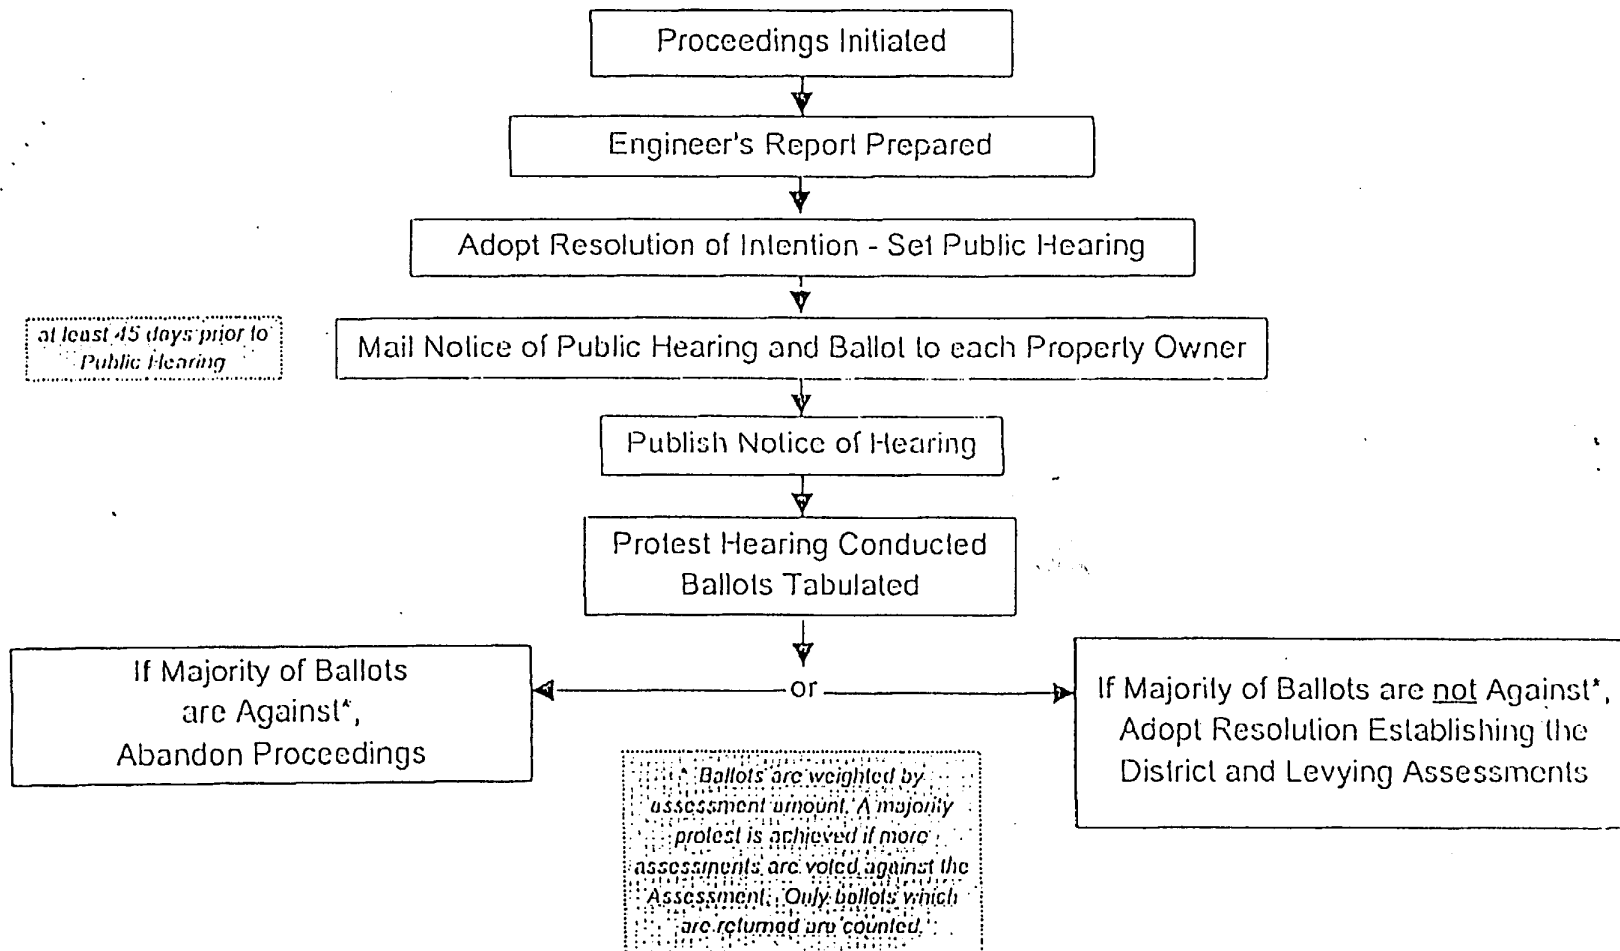 Proceedings Initiated
Engineer's Report Prepared
Adopt Resolution of Intention - Set Public Hearing
at least 45 days prior to
Public Hearing
Mail Notice of Public Hearing and Ballot to each Property Owner
Publish Notice of Hearing
Protest Hearing Conducted
Ballots Tabulated
or
If Majority of Ballots
are Against*,
Abandon Proceedings
If Majority of Ballots are not Against*,
Adopt Resolution Establishing the
District and Levying Assessments
* Ballots are weighted by
assessment amount. A majority
protest is achieved if more
assessments are voted against the
Assessment. Only ballots which
are returned are counted.